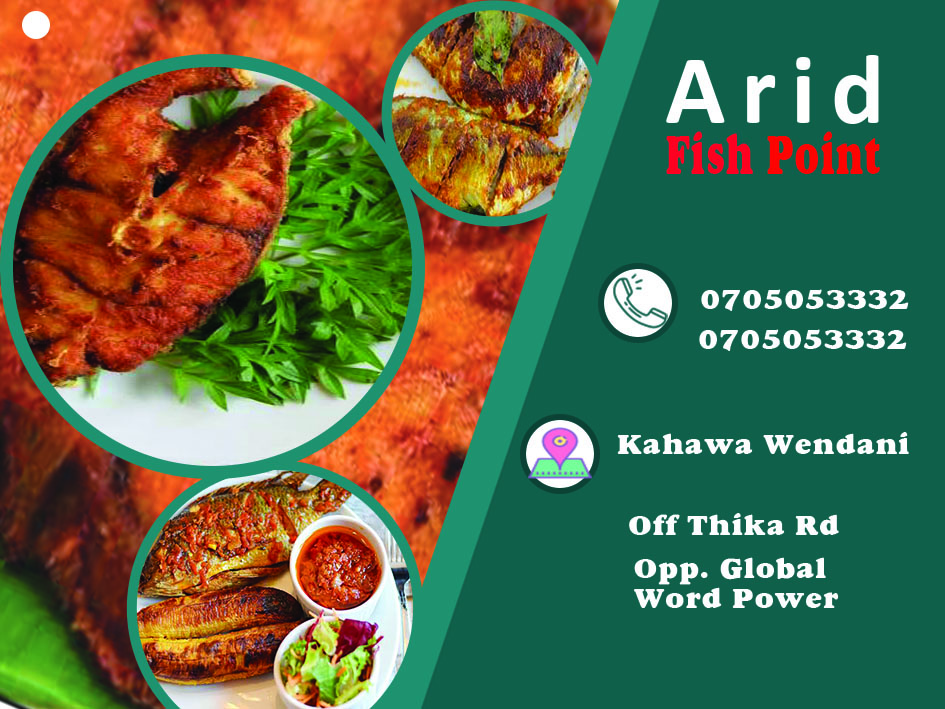 Arid
Fish Point
0705053332
0705053332
Kahawa Wendani
Off Thika Rd
Opp. Global
Word Power